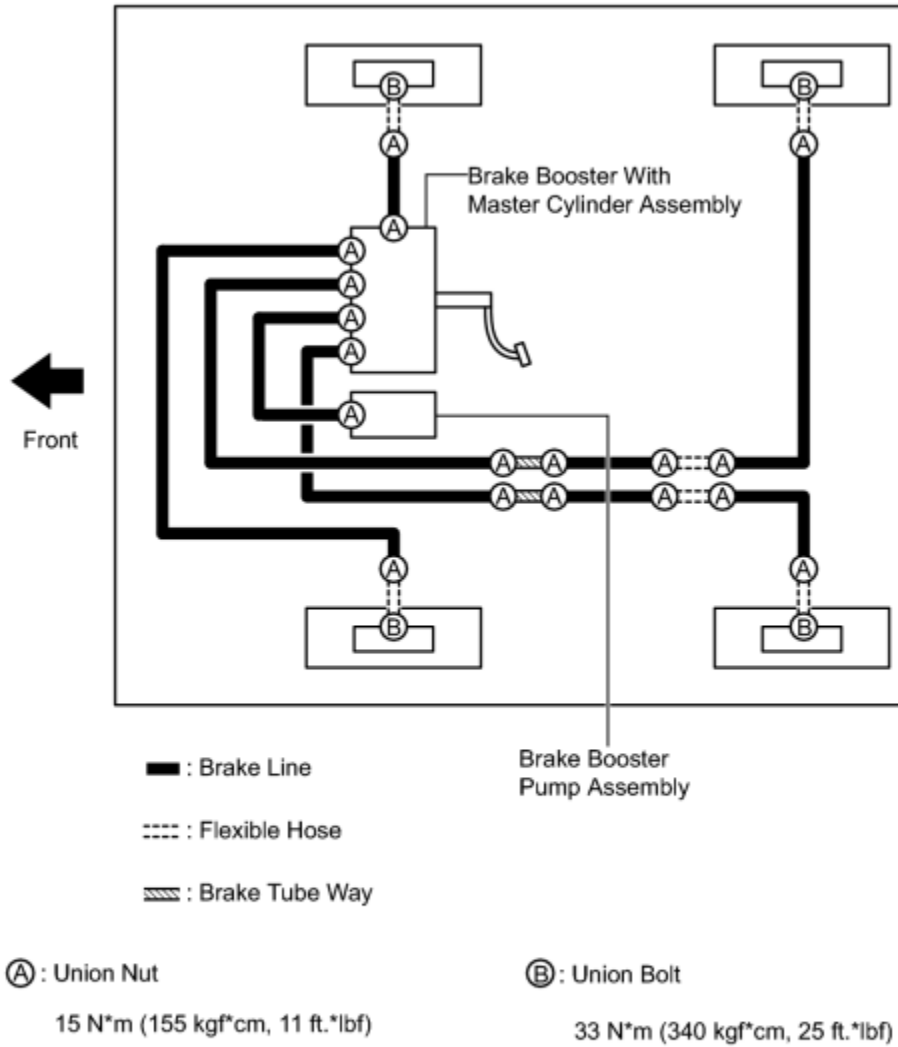 B
B
A
A
Brake Booster With
Master Cylinder Assembly
A
A
A
A
A
Front
A
A A A A
A A A A
A
A
B
B
Brake Booster
Pump Assembly
: Brake Line
: Flexible Hose
: Brake Tube Way
A : Union Nut
15 N*m (155 kgf*cm, 11 ft.*lbf)
B : Union Bolt
33 N*m (340 kgf*cm, 25 ft.*lbf)